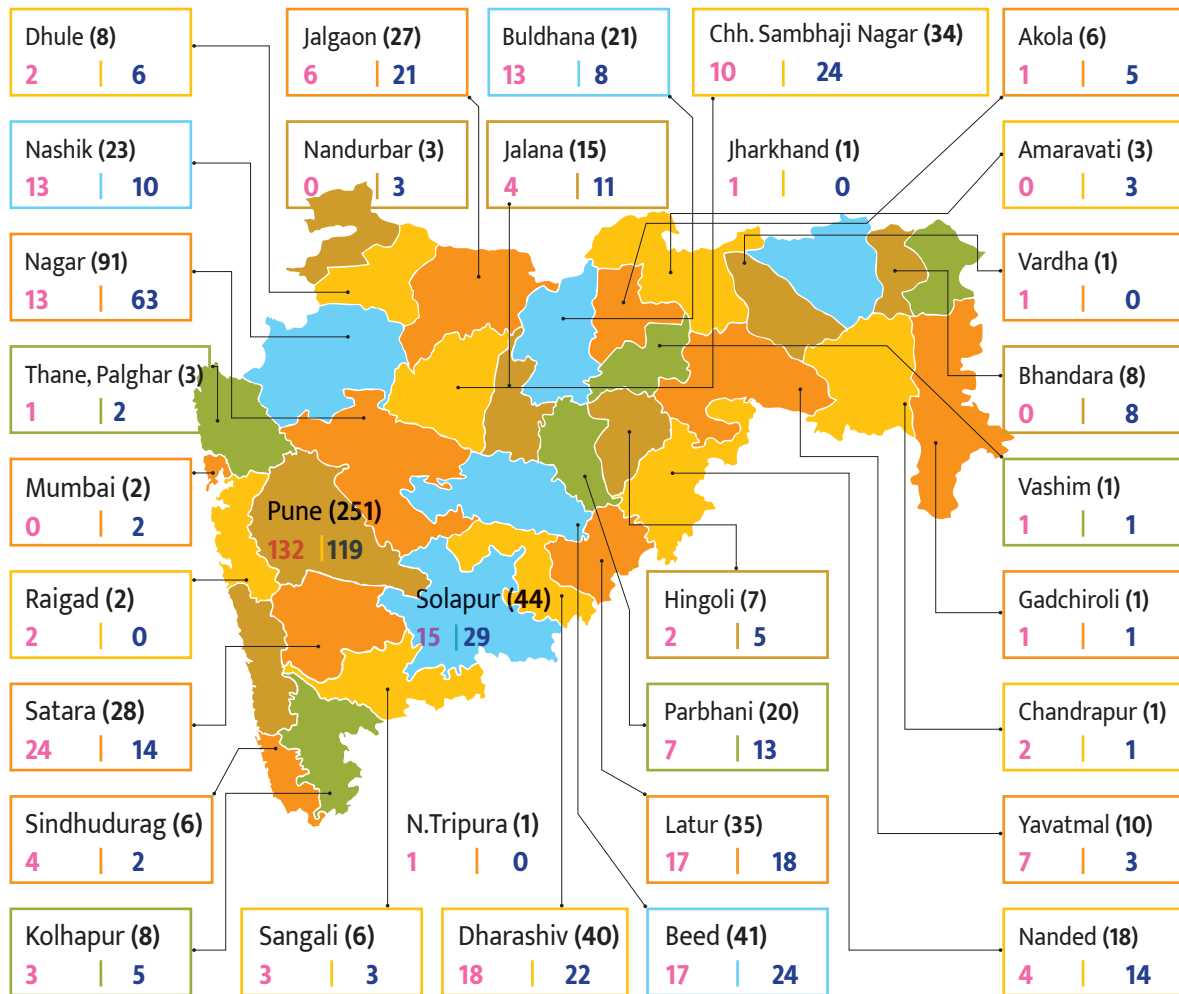 Dhule (8)
2 | 6
Jalgaon (27)
6 | 21
Buldhana (21)
13 | 8
Chh. Sambhaji Nagar (34)
10 | 24
Akola (6)
1 | 5
Nashik (23)
13 | 10
Nandurbar (3)
0 | 3
Jalana (15)
4 | 11
Jharkhand (1)
1 | 0
Amaravati (3)
0 | 3
Nagar (91)
13 | 63
Vardha (1)
1 | 0
Thane, Palghar (3)
1 | 2
Bhandara (8)
0 | 8
Mumbai (2)
0 | 2
Pune (251)
132 | 119
Vashim (1)
1 | 1
Raigad (2)
2 | 0
Solapur (44)
15 | 29
Hingoli (7)
2 | 5
Gadchiroli (1)
1 | 1
Satara (28)
24 | 14
Parbhani (20)
7 | 13
Chandrapur (1)
2 | 1
Sindhudurg (6)
4 | 2
N.Tripura (1)
1 | 0
Latur (35)
17 | 18
Yavatmal (10)
7 | 3
Kolhapur (8)
3 | 5
Sangali (6)
3 | 3
Dharashiv (40)
18 | 22
Beed (41)
17 | 24
Nanded (18)
4 | 14